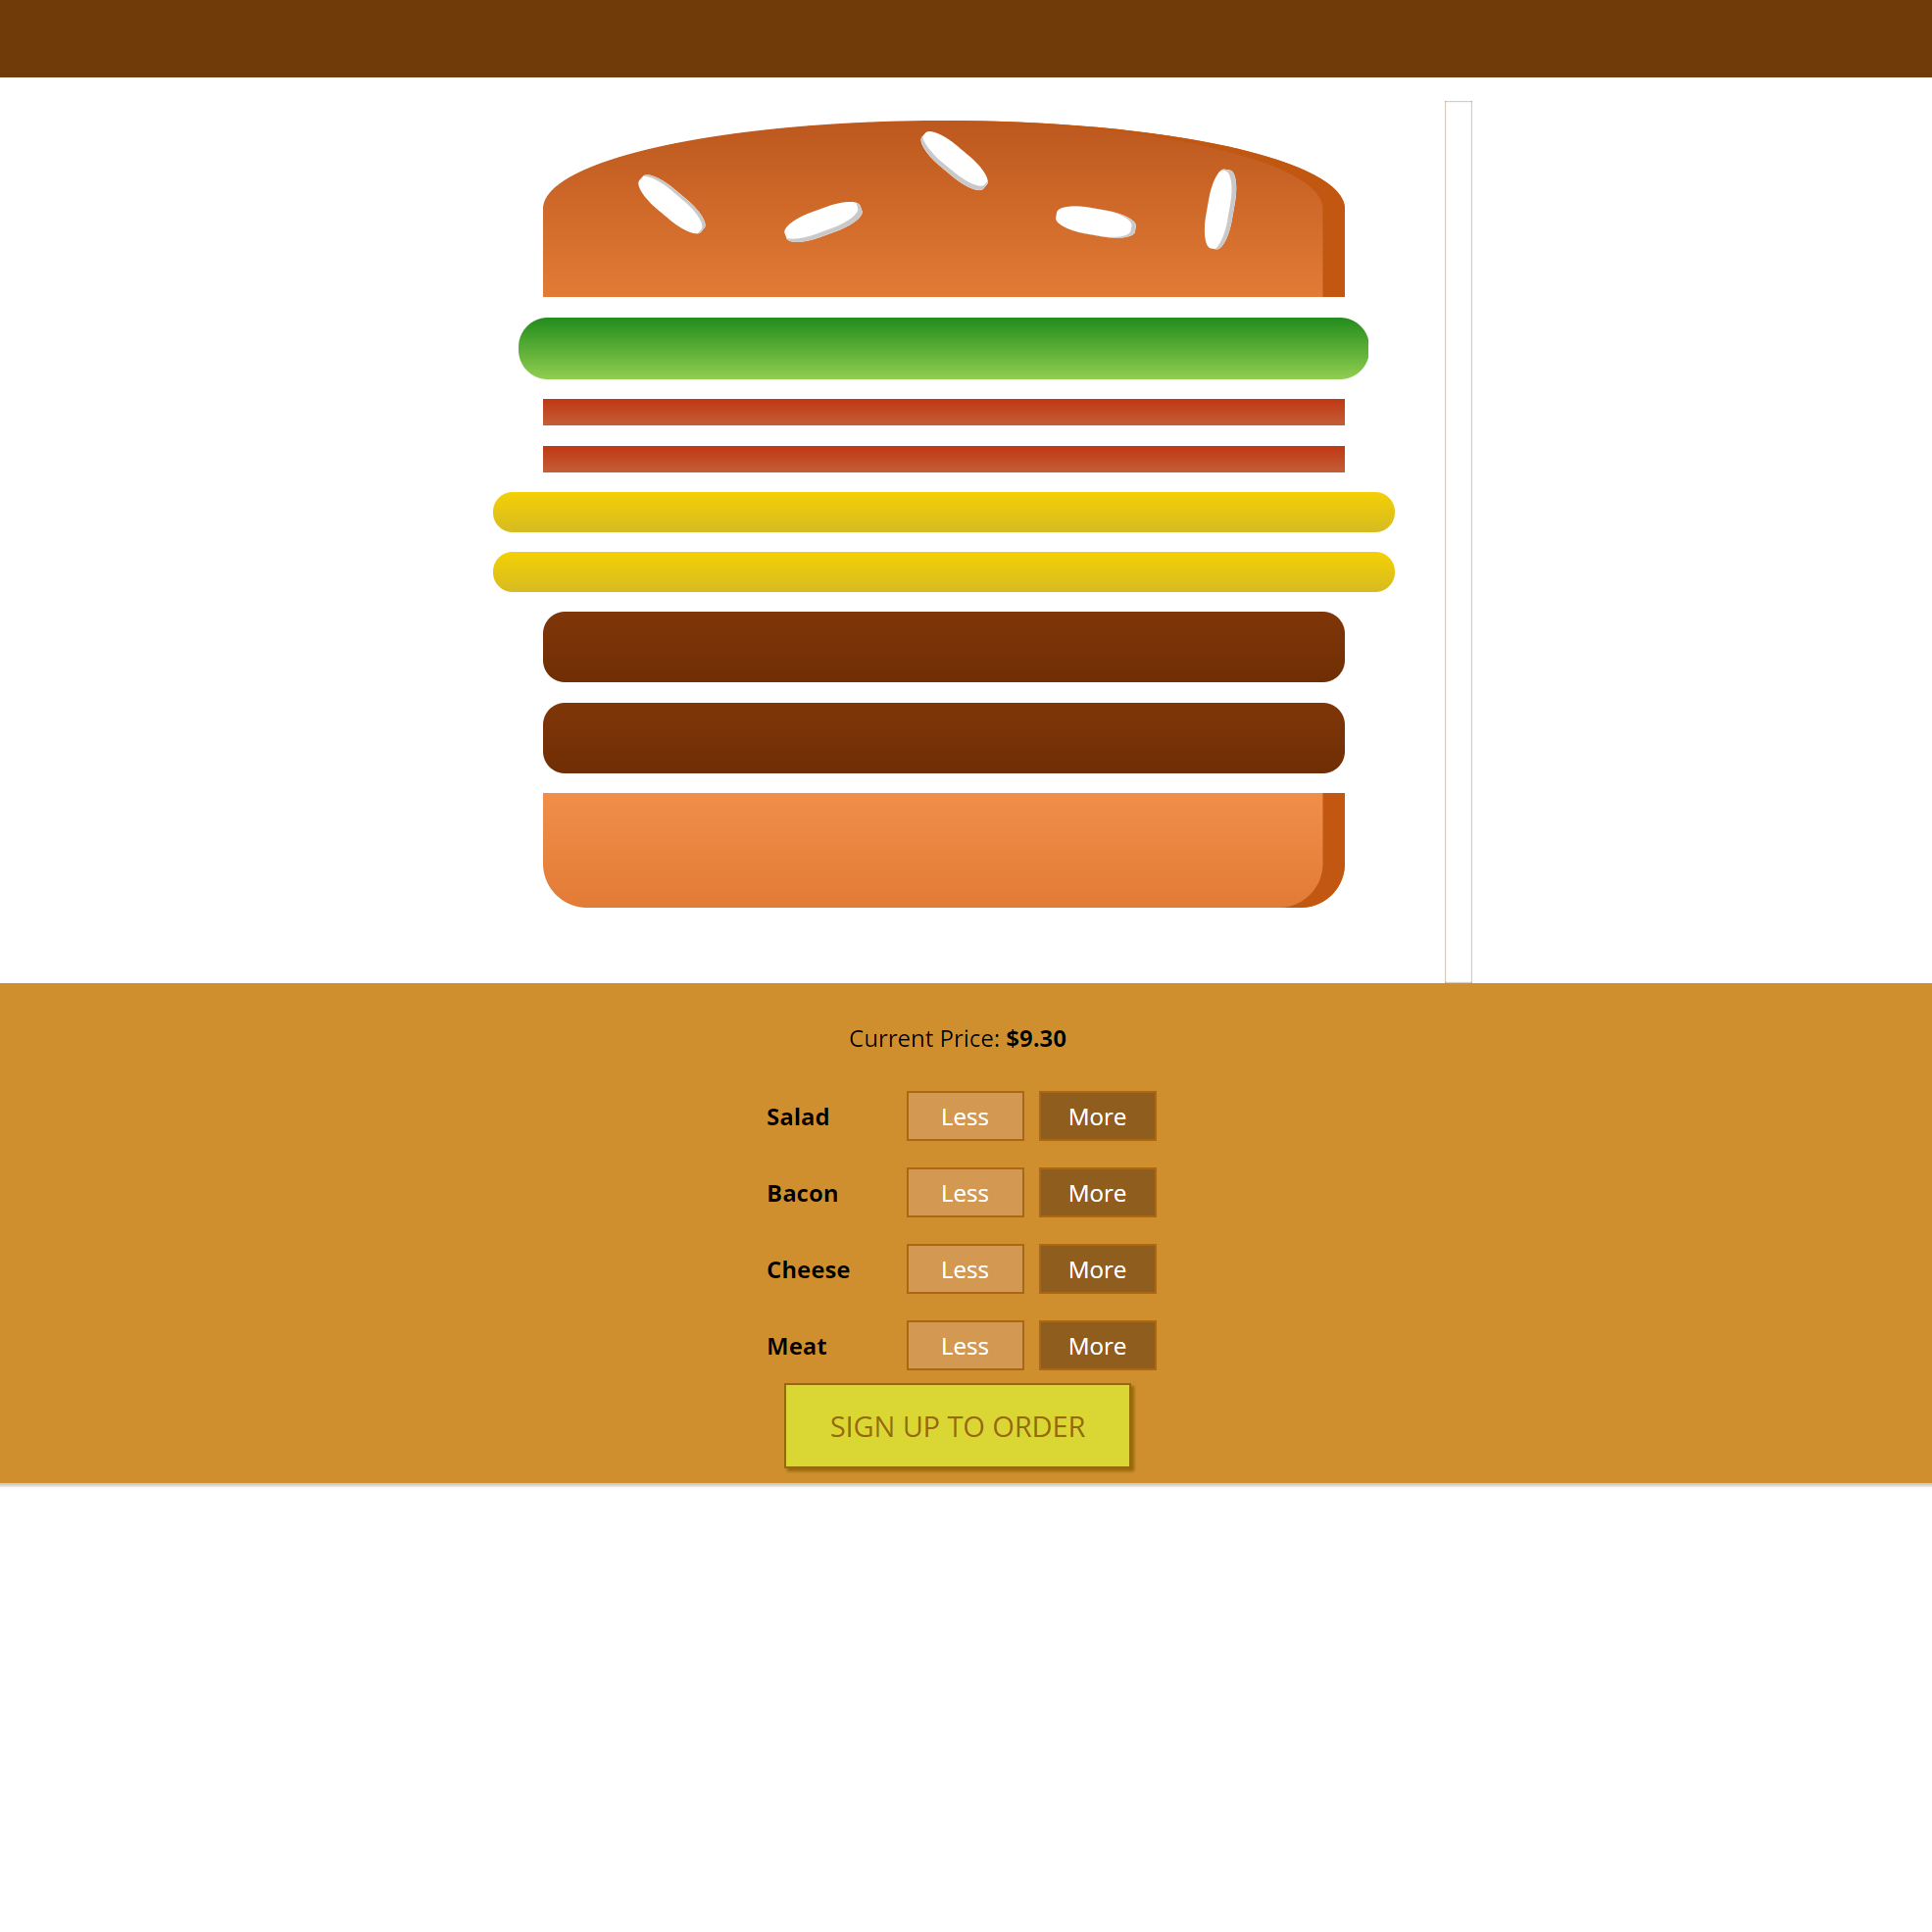 Current Price: $9.30
Salad Less More
Bacon Less More
Cheese Less More
Meat Less More
SIGN UP TO ORDER